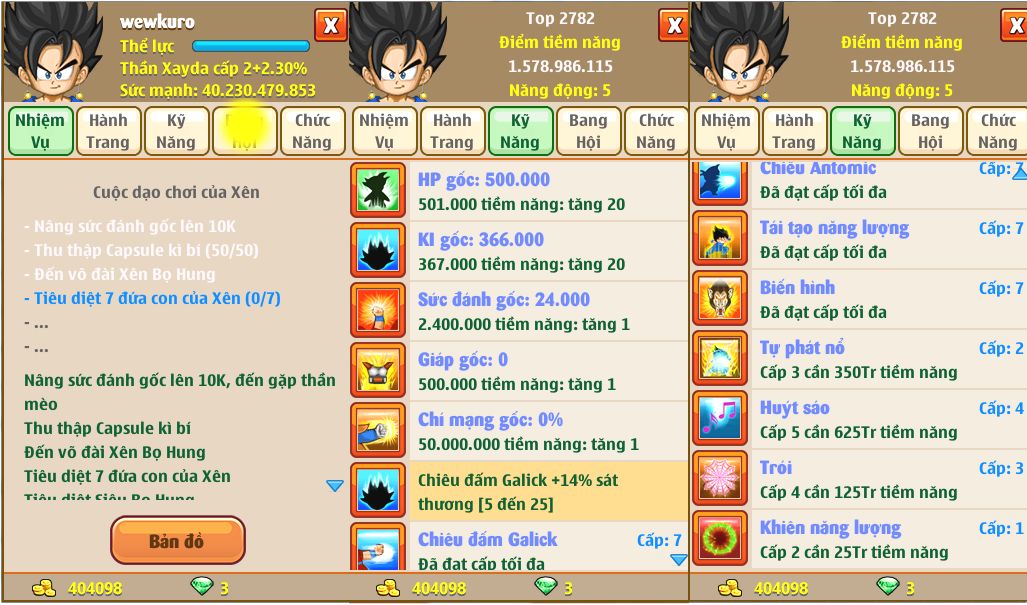 wewkuro
X
Thể lực
Thần Xayda cấp 2+2.30%
Sức mạnh: 40.230.479.853
Nhiệm Vụ
Hành Trang
Kỹ Năng
Chức Năng
Cuộc dạo chơi của Xên
- Nâng sức đánh gốc lên 10K
- Thu thập Capsule kì bí (50/50)
- Đến võ đài Xên Bọ Hung
- Tiêu diệt 7 đứa con của Xên (0/7)
- ...
- ...
Nâng sức đánh gốc lên 10K, đến gặp thần
mèo
Thu thập Capsule kì bí
Đến võ đài Xên Bọ Hung
Tiêu diệt 7 đứa con của Xên
Tiêu diệt Siêu Bọ Hung
Bản đồ
404098
3
Top 2782
X
Điểm tiềm năng
1.578.986.115
Năng động: 5
Nhiệm Vụ
Hành Trang
Kỹ Năng
Bang Hội
Chức Năng
HP gốc: 500.000
501.000 tiềm năng: tăng 20
KI gốc: 366.000
367.000 tiềm năng: tăng 20
Sức đánh gốc: 24.000
2.400.000 tiềm năng: tăng 1
Giáp gốc: 0
500.000 tiềm năng: tăng 1
Chí mạng gốc: 0%
50.000.000 tiềm năng: tăng 1
Chiêu đấm Galick +14% sát
thương [5 đến 25]
Chiêu đấm Galick Cấp: 7
Đã đạt cấp tối đa
404098
3
Top 2782
X
Điểm tiềm năng
1.578.986.115
Năng động: 5
Nhiệm Vụ
Hành Trang
Kỹ Năng
Bang Hội
Chức Năng
Chiêu Antomic Cấp: 7
Đã đạt cấp tối đa
Tái tạo năng lượng Cấp: 7
Đã đạt cấp tối đa
Biến hình Cấp: 7
Đã đạt cấp tối đa
Tự phát nổ Cấp: 2
Cấp 3 cần 350Tr tiềm năng
Huýt sáo Cấp: 4
Cấp 5 cần 625Tr tiềm năng
Trói Cấp: 3
Cấp 4 cần 125Tr tiềm năng
Khiên năng lượng Cấp: 1
Cấp 2 cần 25Tr tiềm năng
404098
3